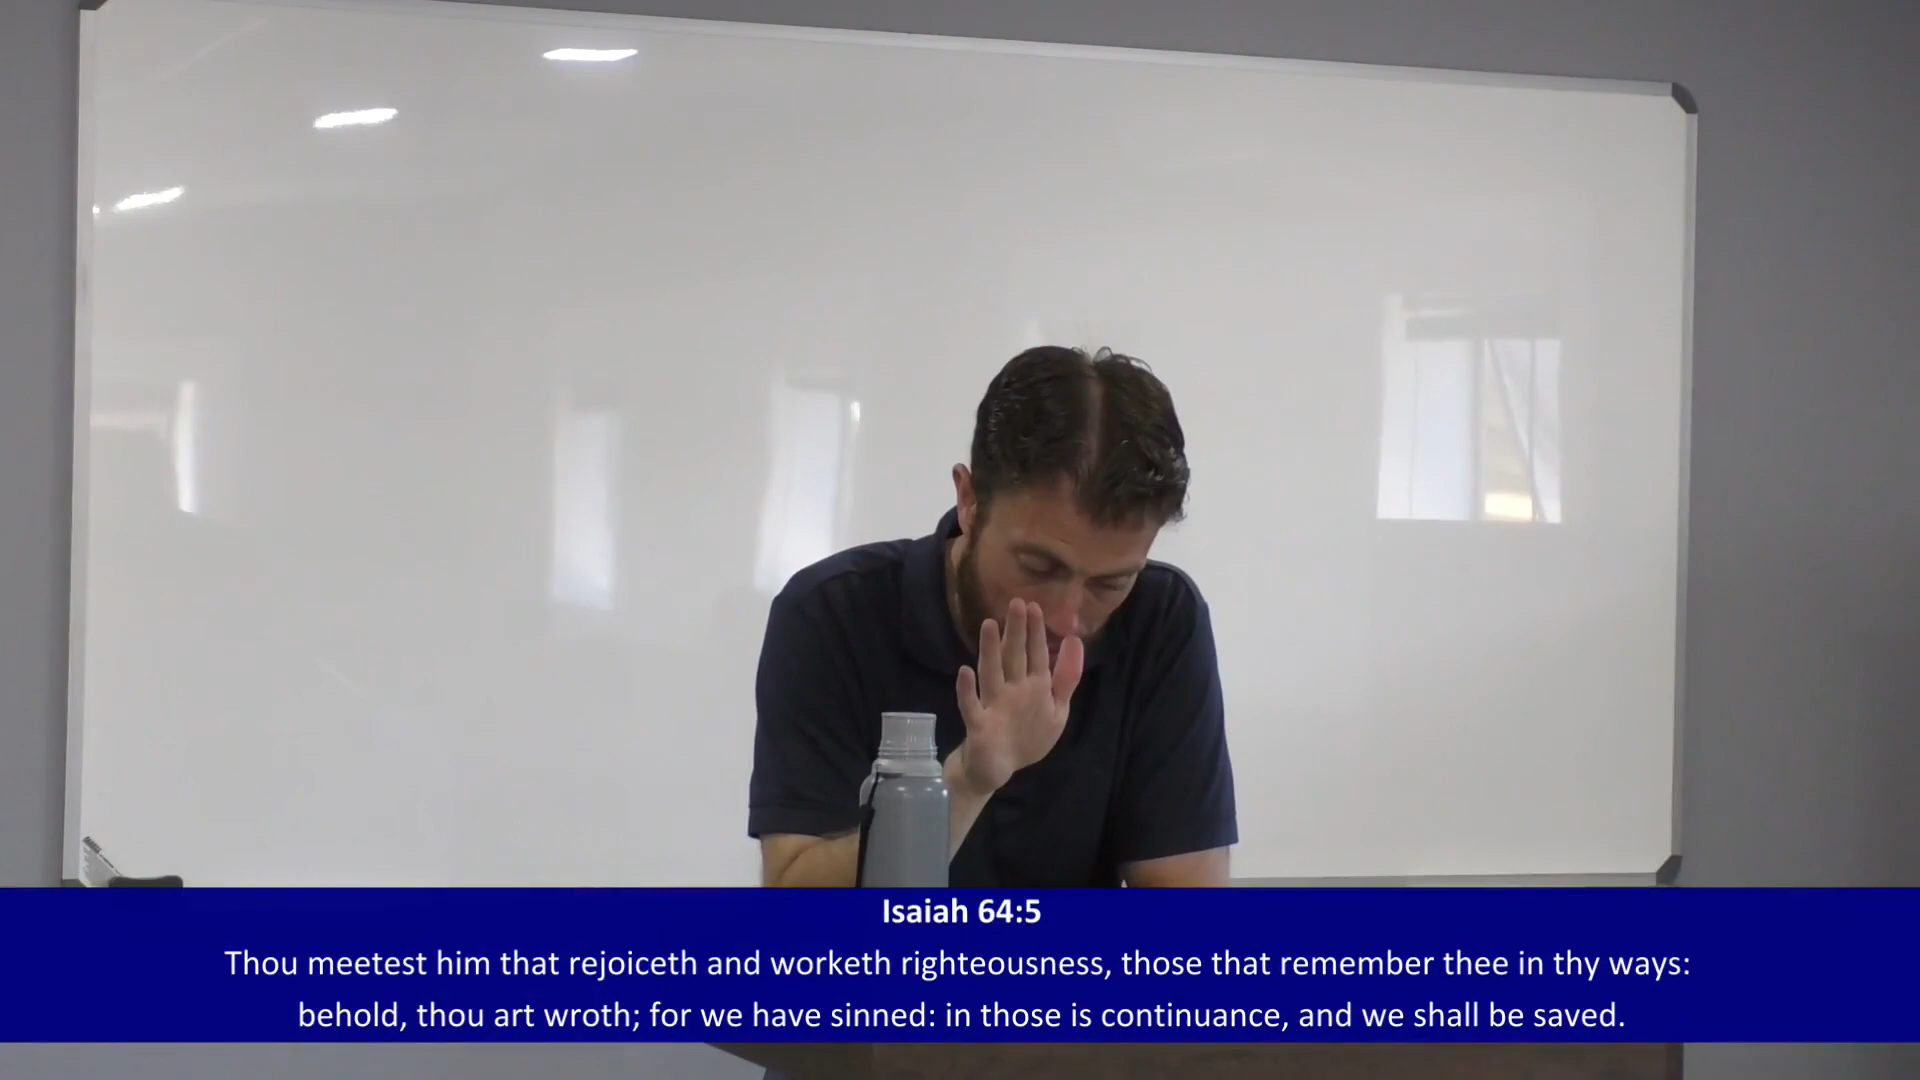 Isaiah 64:5
Thou meetest him that rejoiceth and worketh righteousness, those that remember thee in thy ways:
behold, thou art wroth; for we have sinned: in those is continuance, and we shall be saved.